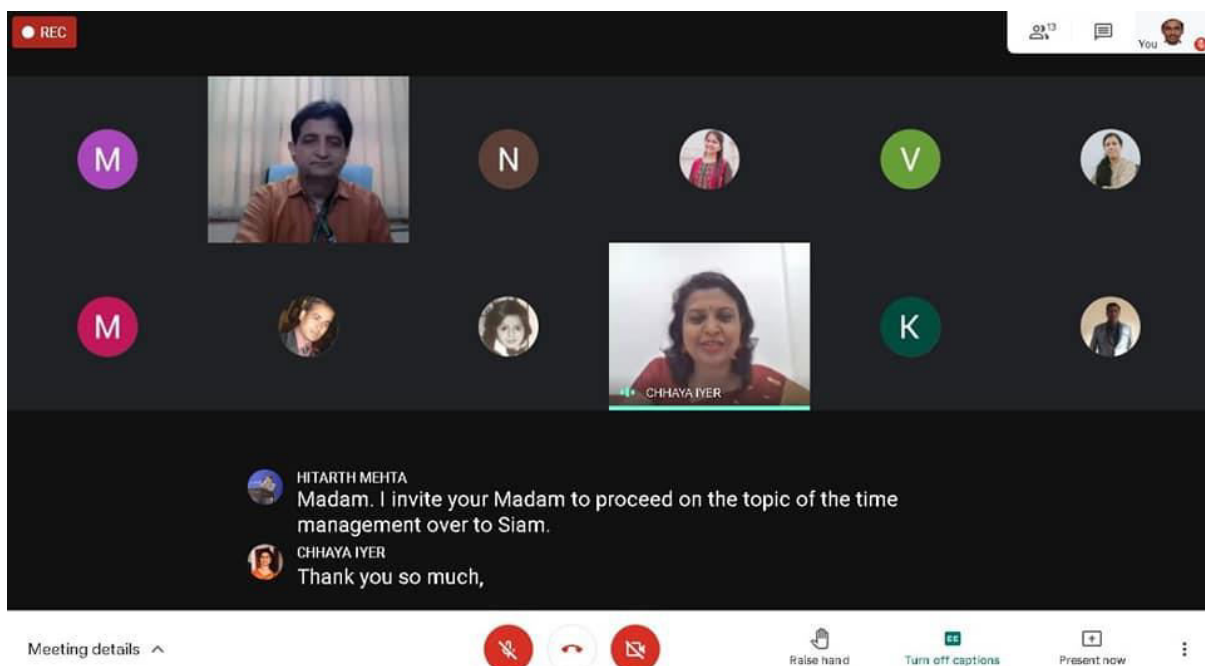 REC
13
You
M
N
V
M
K
CHHAYA IYER
HITARTH MEHTA
Madam. I invite your Madam to proceed on the topic of the time
management over to Siam.
CHHAYA IYER
Thank you so much,
Meeting details
Raise hand
CC
Turn off captions
Present now